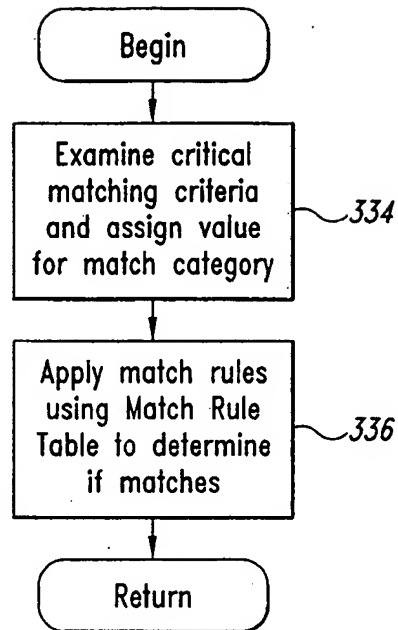 Begin
Examine critical
matching criteria
and assign value
for match category
334
Apply match rules
using Match Rule
Table to determine
if matches
336
Return